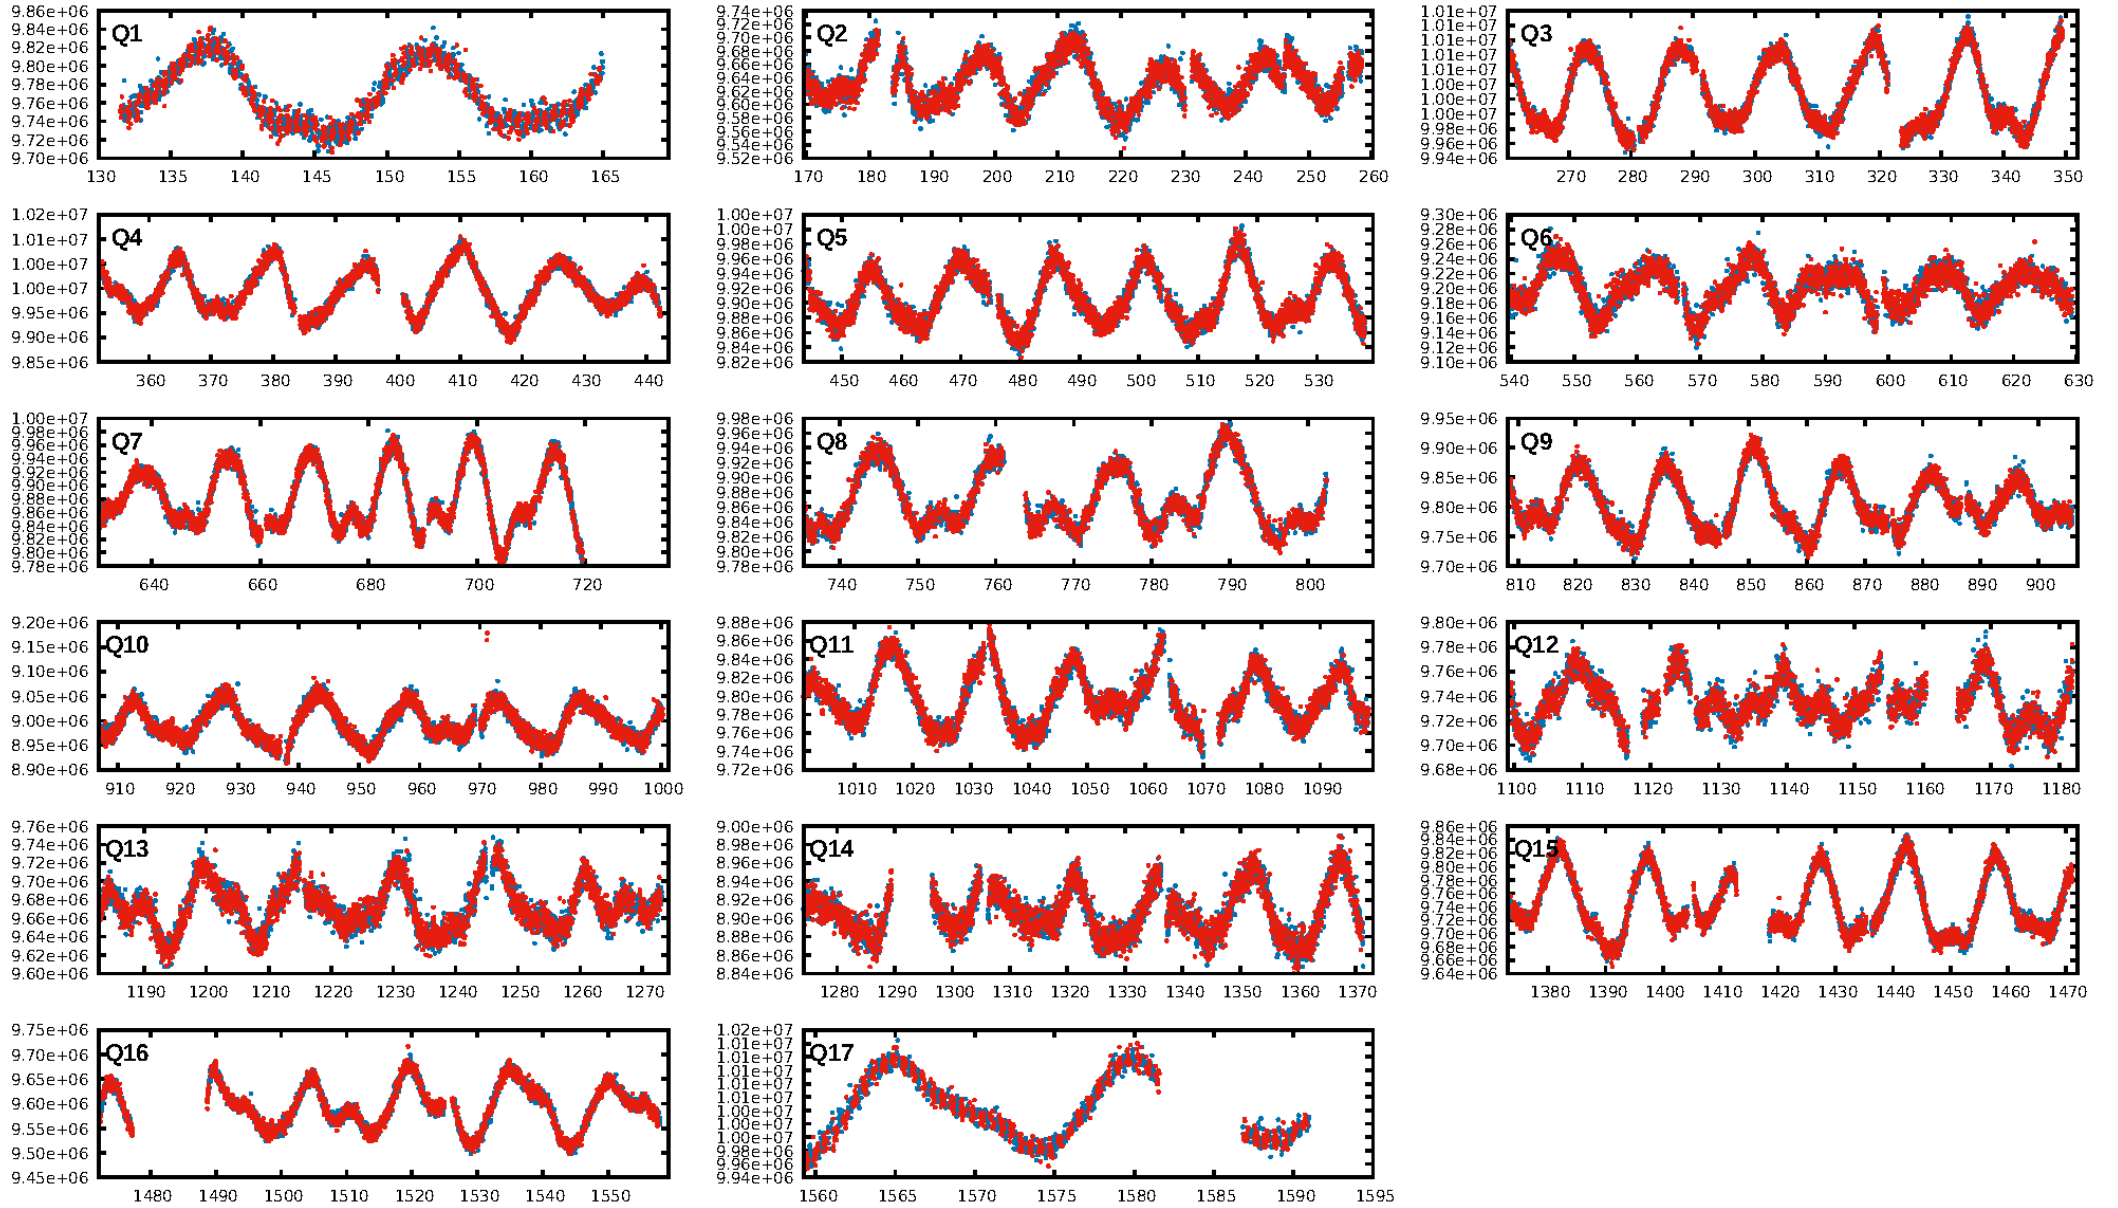 9.86e+06
9.84e+06
9.82e+06
9.80e+06
9.78e+06
9.76e+06
9.74e+06
9.72e+06
9.70e+06
Q1
130 135 140 145 150 155 160 165
9.74e+06
9.72e+06
9.70e+06
9.68e+06
9.66e+06
9.64e+06
9.62e+06
9.60e+06
9.58e+06
9.56e+06
9.54e+06
9.52e+06
Q2
170 180 190 200 210 220 230 240 250 260
1.01e+07
1.01e+07
1.01e+07
1.01e+07
1.01e+07
1.00e+07
1.00e+07
1.00e+07
9.98e+06
9.96e+06
9.94e+06
Q3
270 280 290 300 310 320 330 340 350
1.02e+07
1.01e+07
1.00e+07
1.00e+07
9.95e+06
9.90e+06
9.85e+06
Q4
360 370 380 390 400 410 420 430 440
1.00e+07
9.98e+06
9.96e+06
9.94e+06
9.92e+06
9.90e+06
9.88e+06
9.86e+06
9.84e+06
9.82e+06
Q5
450 460 470 480 490 500 510 520 530
9.30e+06
9.28e+06
9.26e+06
9.24e+06
9.22e+06
9.20e+06
9.18e+06
9.16e+06
9.14e+06
9.12e+06
9.10e+06
Q6
540 550 560 570 580 590 600 610 620 630
1.00e+07
9.98e+06
9.96e+06
9.94e+06
9.92e+06
9.90e+06
9.88e+06
9.86e+06
9.84e+06
9.82e+06
9.80e+06
9.78e+06
Q7
640 660 680 700 720
9.98e+06
9.96e+06
9.94e+06
9.92e+06
9.90e+06
9.88e+06
9.86e+06
9.84e+06
9.82e+06
9.80e+06
9.78e+06
Q8
740 750 760 770 780 790 800
9.95e+06
9.90e+06
9.85e+06
9.80e+06
9.75e+06
9.70e+06
Q9
810 820 830 840 850 860 870 880 890 900
9.20e+06
9.15e+06
9.10e+06
9.05e+06
9.00e+06
8.95e+06
8.90e+06
Q10
910 920 930 940 950 960 970 980 990 1000
9.88e+06
9.86e+06
9.84e+06
9.82e+06
9.80e+06
9.78e+06
9.76e+06
9.74e+06
9.72e+06
Q11
1010 1020 1030 1040 1050 1060 1070 1080 1090
9.80e+06
9.78e+06
9.76e+06
9.74e+06
9.72e+06
9.70e+06
9.68e+06
Q12
1100 1110 1120 1130 1140 1150 1160 1170 1180
9.76e+06
9.74e+06
9.72e+06
9.70e+06
9.68e+06
9.66e+06
9.64e+06
9.62e+06
9.60e+06
Q13
1190 1200 1210 1220 1230 1240 1250 1260 1270
9.00e+06
8.98e+06
8.96e+06
8.94e+06
8.92e+06
8.90e+06
8.88e+06
8.86e+06
8.84e+06
Q14
1280 1290 1300 1310 1320 1330 1340 1350 1360 1370
9.86e+06
9.84e+06
9.82e+06
9.80e+06
9.78e+06
9.76e+06
9.74e+06
9.72e+06
9.70e+06
9.68e+06
9.66e+06
9.64e+06
Q15
1380 1390 1400 1410 1420 1430 1440 1450 1460 1470
9.75e+06
9.70e+06
9.65e+06
9.60e+06
9.55e+06
9.50e+06
9.45e+06
Q16
1480 1490 1500 1510 1520 1530 1540 1550
1.02e+07
1.01e+07
1.01e+07
1.01e+07
1.01e+07
1.01e+07
1.00e+07
1.00e+07
1.00e+07
9.98e+06
9.96e+06
9.94e+06
Q17
1560 1565 1570 1575 1580 1585 1590 1595